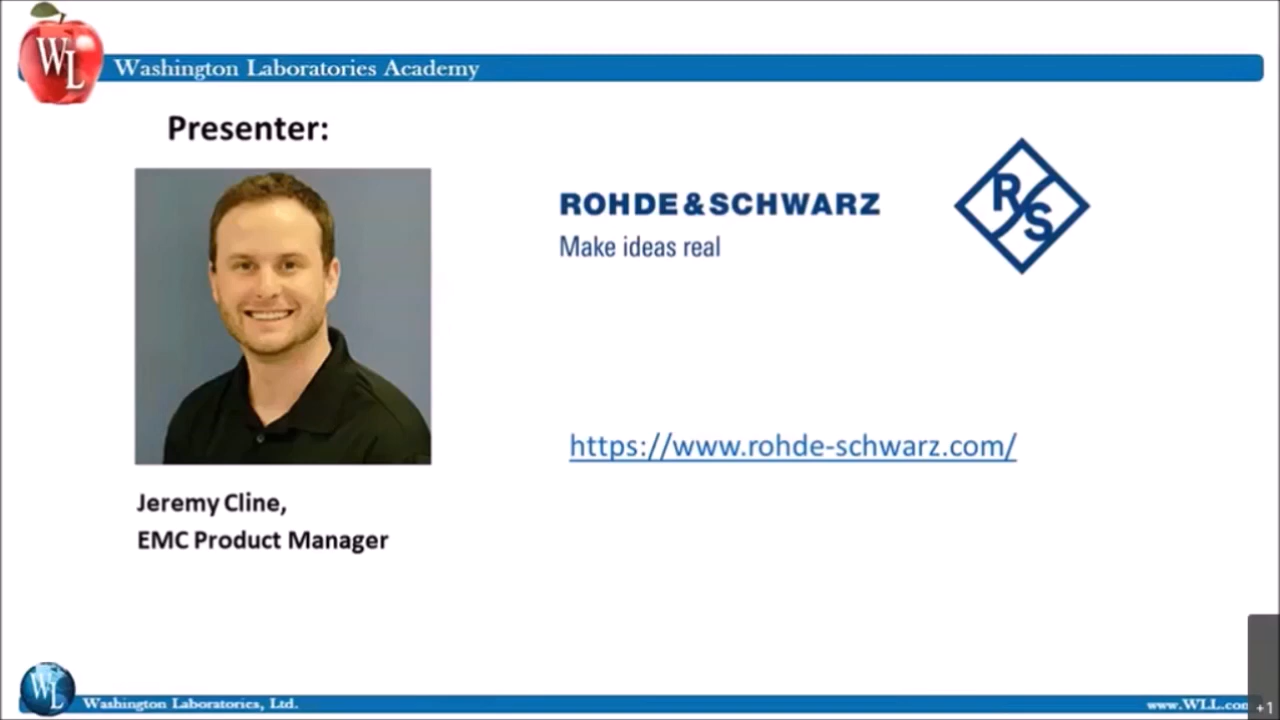 WL
Washington Laboratories Academy
Presenter:
ROHDE & SCHWARZ
Make ideas real
R S
https://www.rohde-schwarz.com/
Jeremy Cline,
EMC Product Manager
WL
Washington Laboratories, Ltd.
www.WLL.com
+1